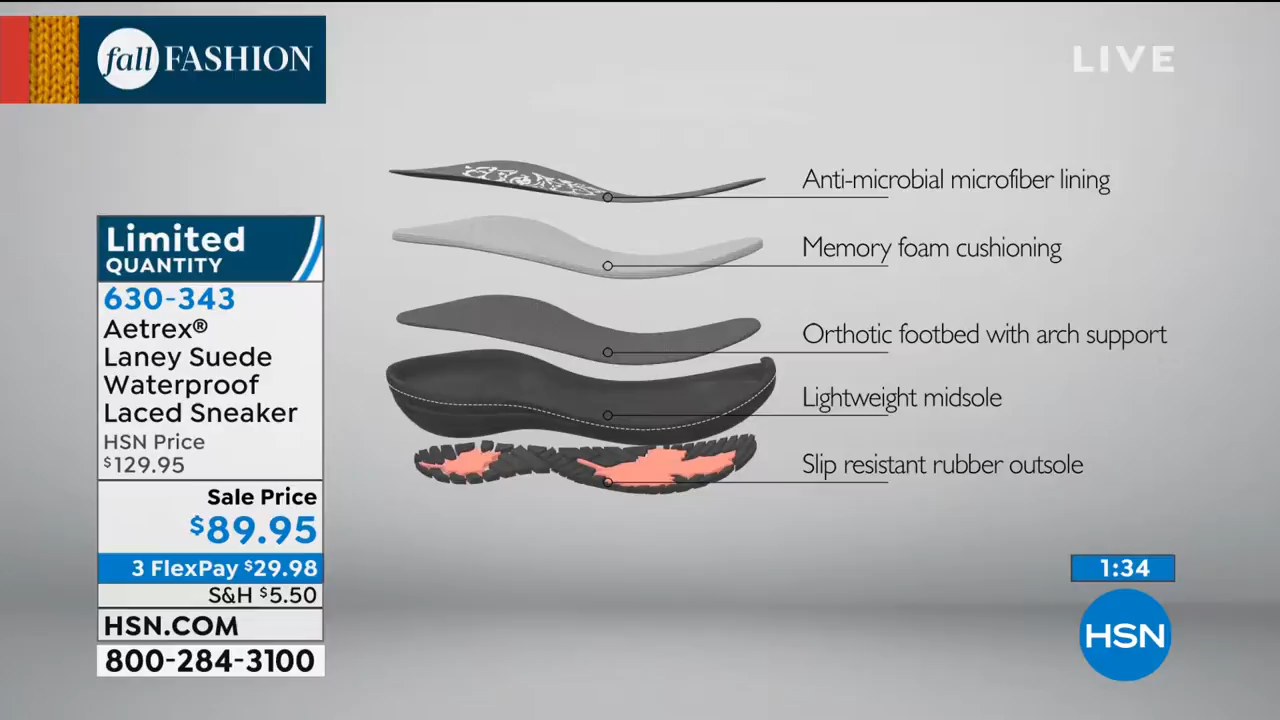 fall FASHION
LIVE
Anti-microbial microfiber lining
Memory foam cushioning
Orthotic footbed with arch support
Lightweight midsole
Slip resistant rubber outsole
Limited
QUANTITY
630-343
Aetrex®
Laney Suede
Waterproof
Laced Sneaker
HSN Price
$129.95
Sale Price
$89.95
3 FlexPay $29.98
S&H $5.50
HSN.COM
800-284-3100
1:34
HSN